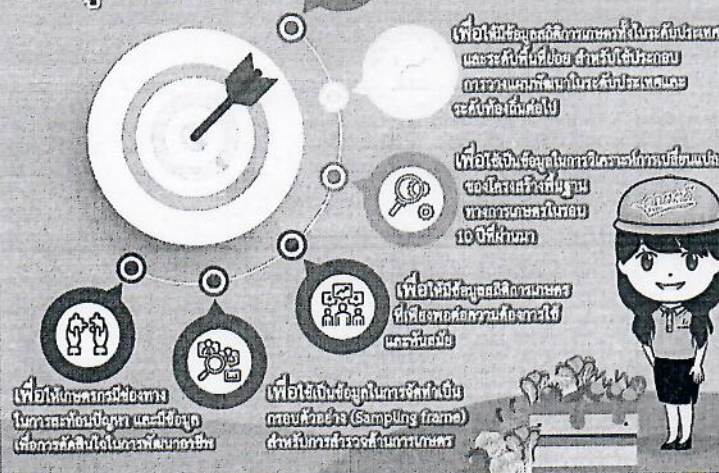 เพื่อให้มีข้อมูลสถิติการเกษตรทั้งในระดับประเทศ
และระดับพื้นที่ย่อย สำหรับใช้ประกอบ
การวางแผนพัฒนาในระดับประเทศและ
ระดับท้องถิ่นต่อไป
เพื่อใช้เป็นข้อมูลในการวิเคราะห์การเปลี่ยนแปลง
ของโครงสร้างพื้นฐาน
ทางการเกษตรในรอบ
10 ปีที่ผ่านมา
เพื่อให้มีข้อมูลสถิติการเกษตร
ที่เพียงพอต่อความต้องการใช้
และทันสมัย
เพื่อให้เกษตรกรมีช่องทาง
ในการสะท้อนปัญหา และมีข้อมูล
เพื่อการตัดสินใจในการพัฒนาอาชีพ
เพื่อใช้เป็นข้อมูลในการจัดทำเป็น
กรอบตัวอย่าง (Sampling frame)
สำหรับการสำรวจด้านการเกษตร